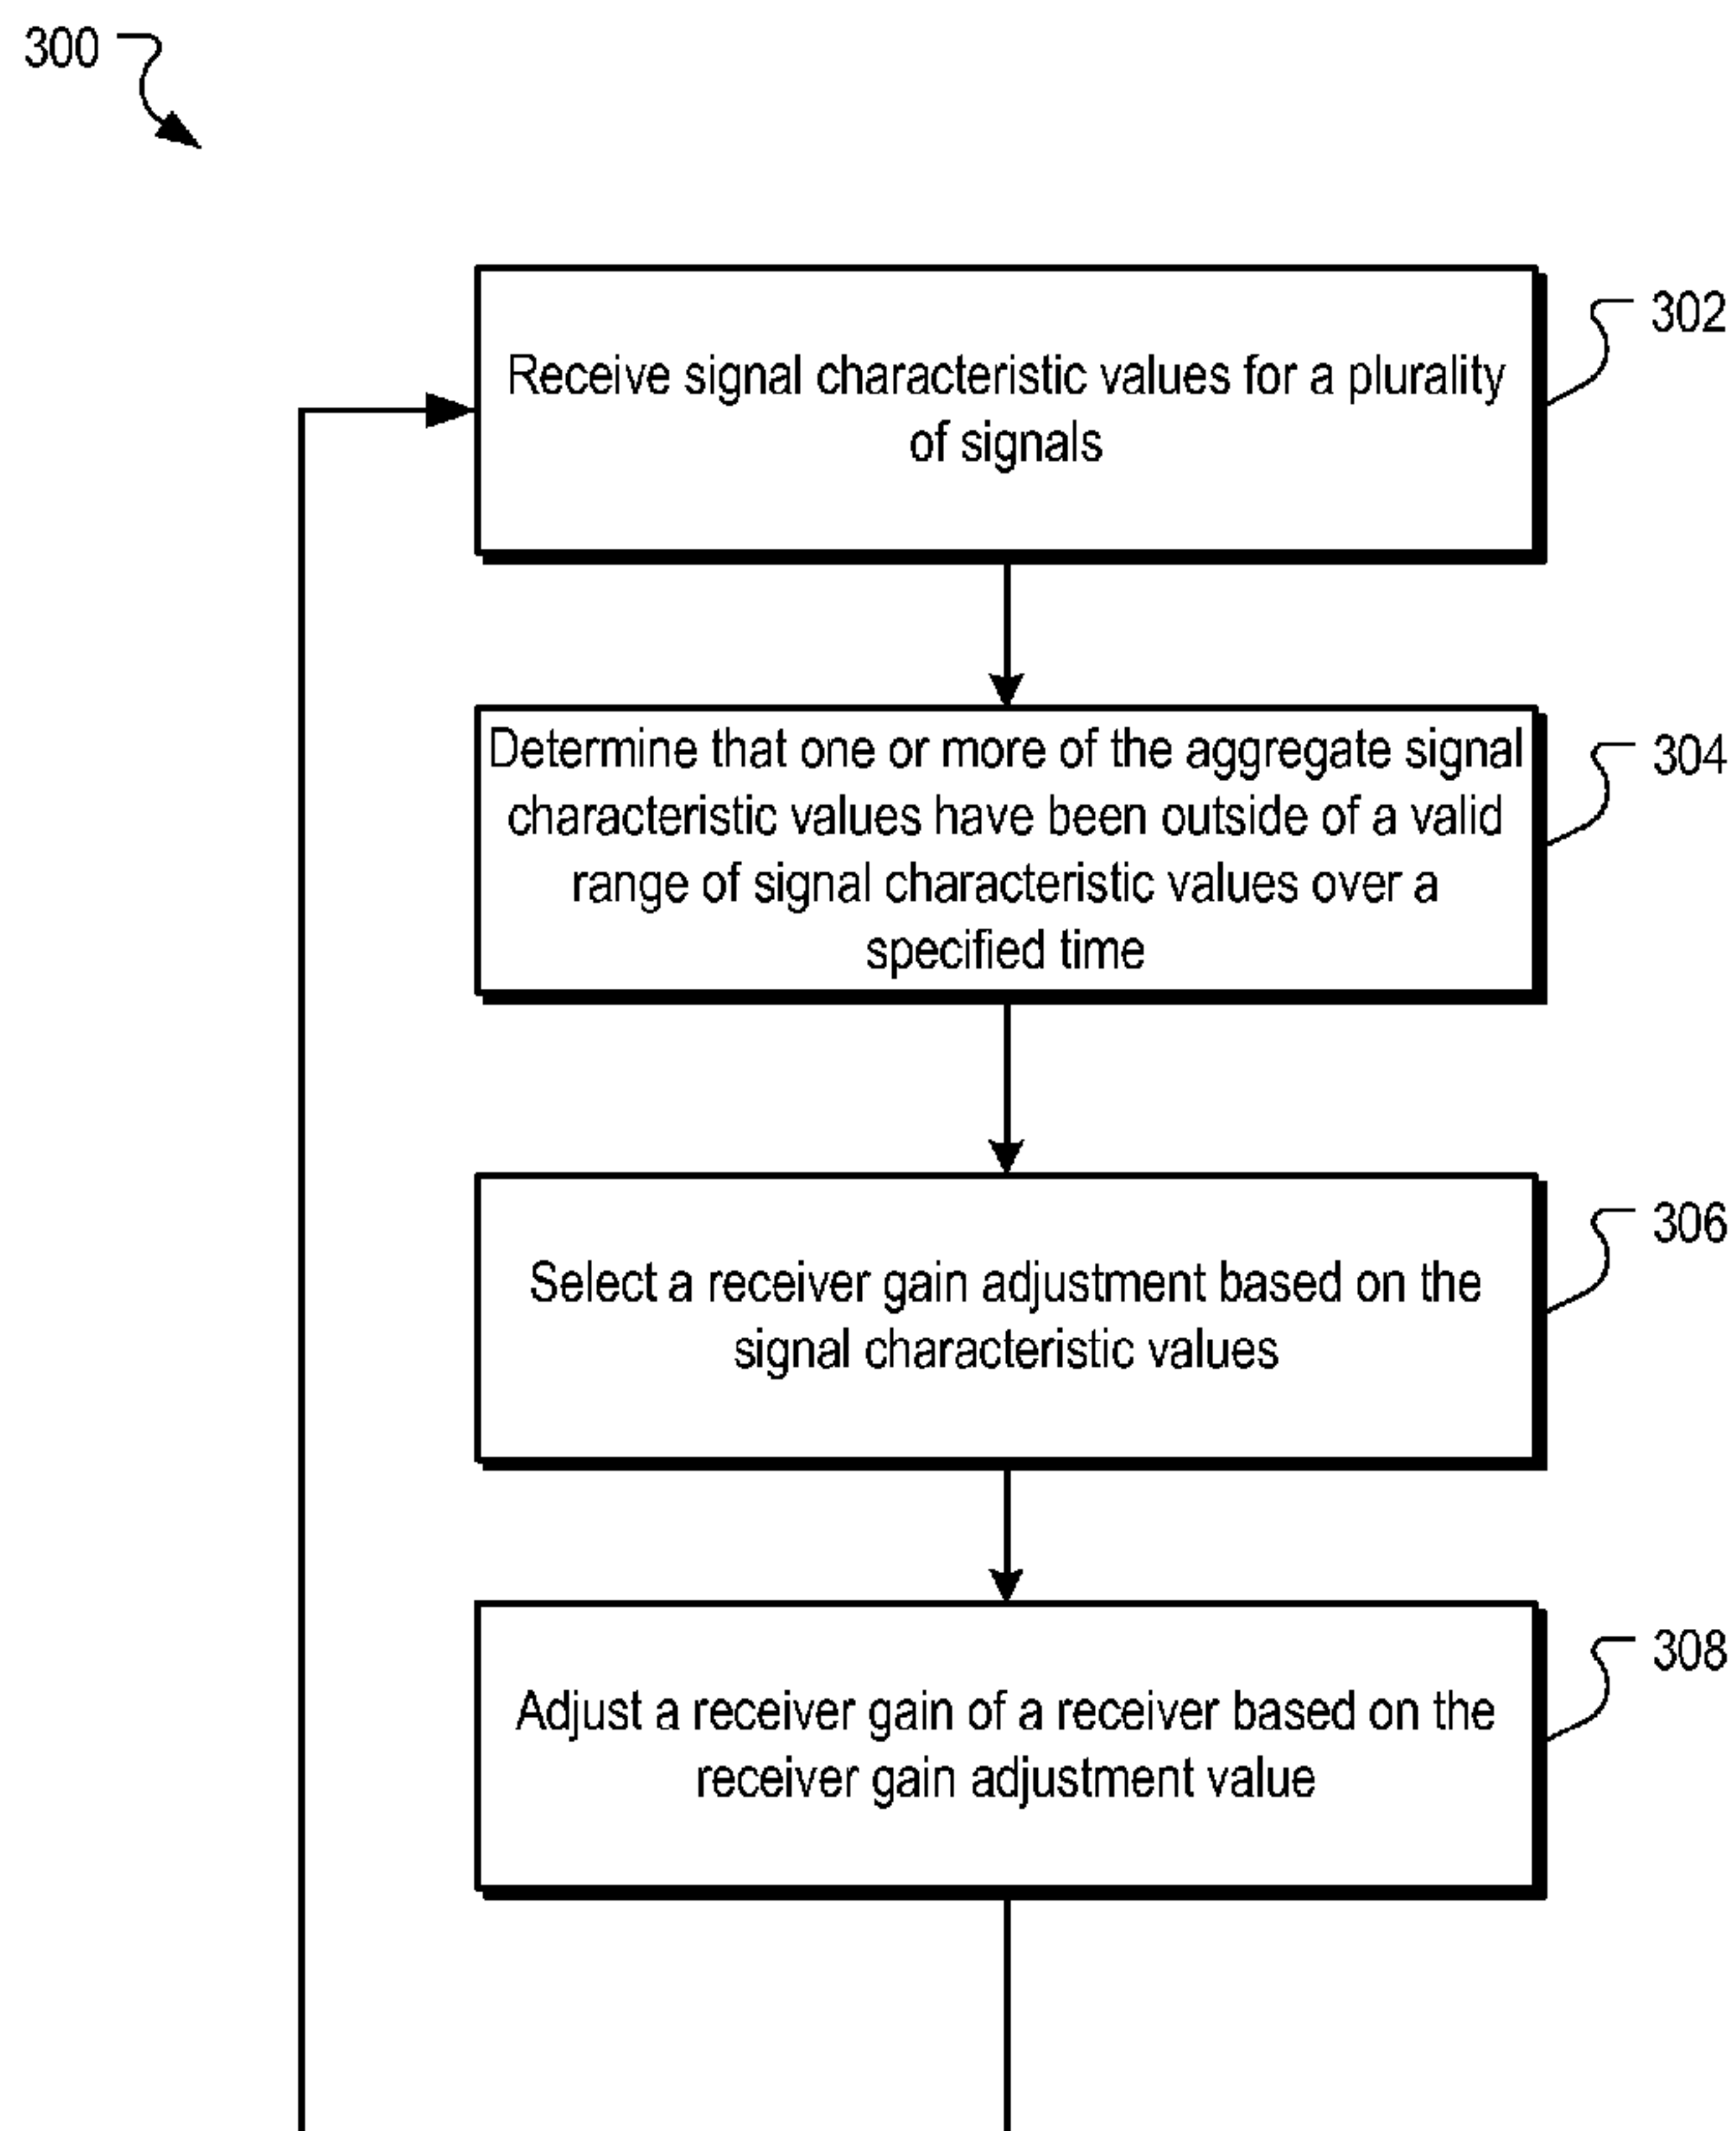 300
Receive signal characteristic values for a plurality
of signals
302
Determine that one or more of the aggregate signal
characteristic values have been outside of a valid
range of signal characteristic values over a
specified time
304
Select a receiver gain adjustment based on the
signal characteristic values
306
Adjust a receiver gain of a receiver based on the
receiver gain adjustment value
308